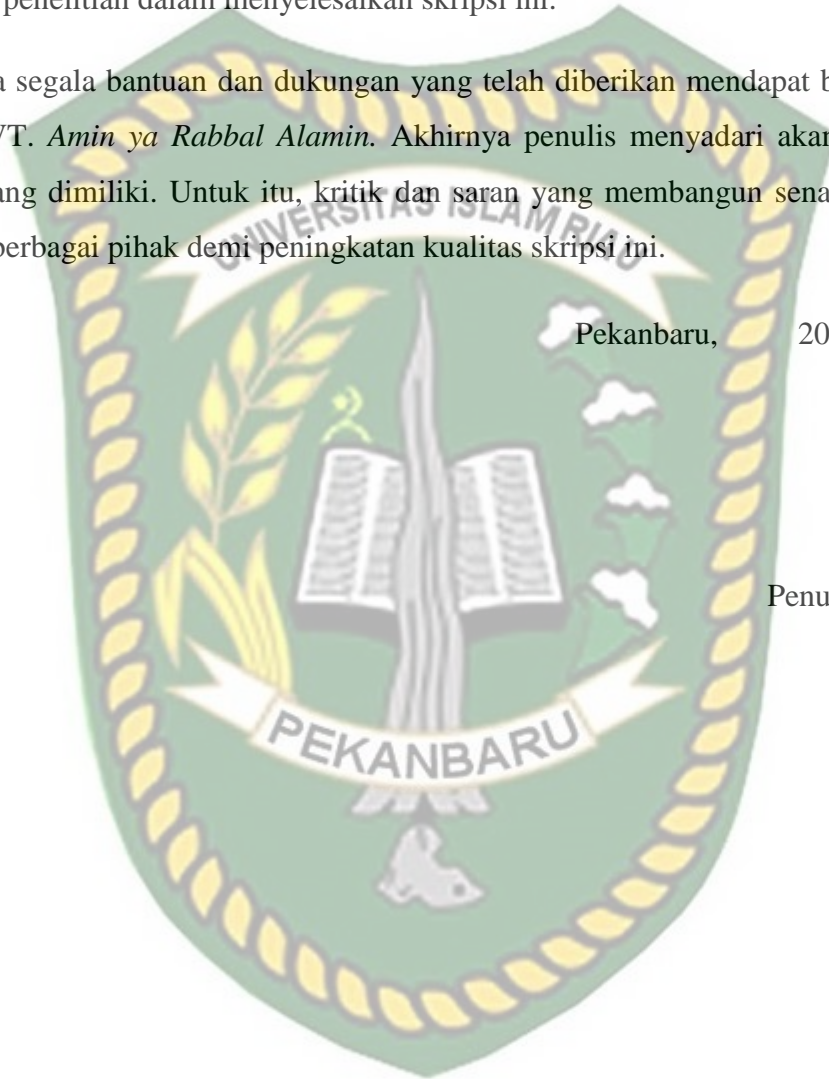 penelitian dalam menyelesaikan skripsi ini.
a segala bantuan dan dukungan yang telah diberikan mendapat b
VT. Amin ya Rabbal Alamin. Akhirnya penulis menyadari akan
ang dimiliki. Untuk itu, kritik dan saran yang membangun sena
berbagai pihak demi peningkatan kualitas skripsi ini.
UNIVERSITAS ISLAM RIAU
Pekanbaru, 20
Penu
PEKANBARU